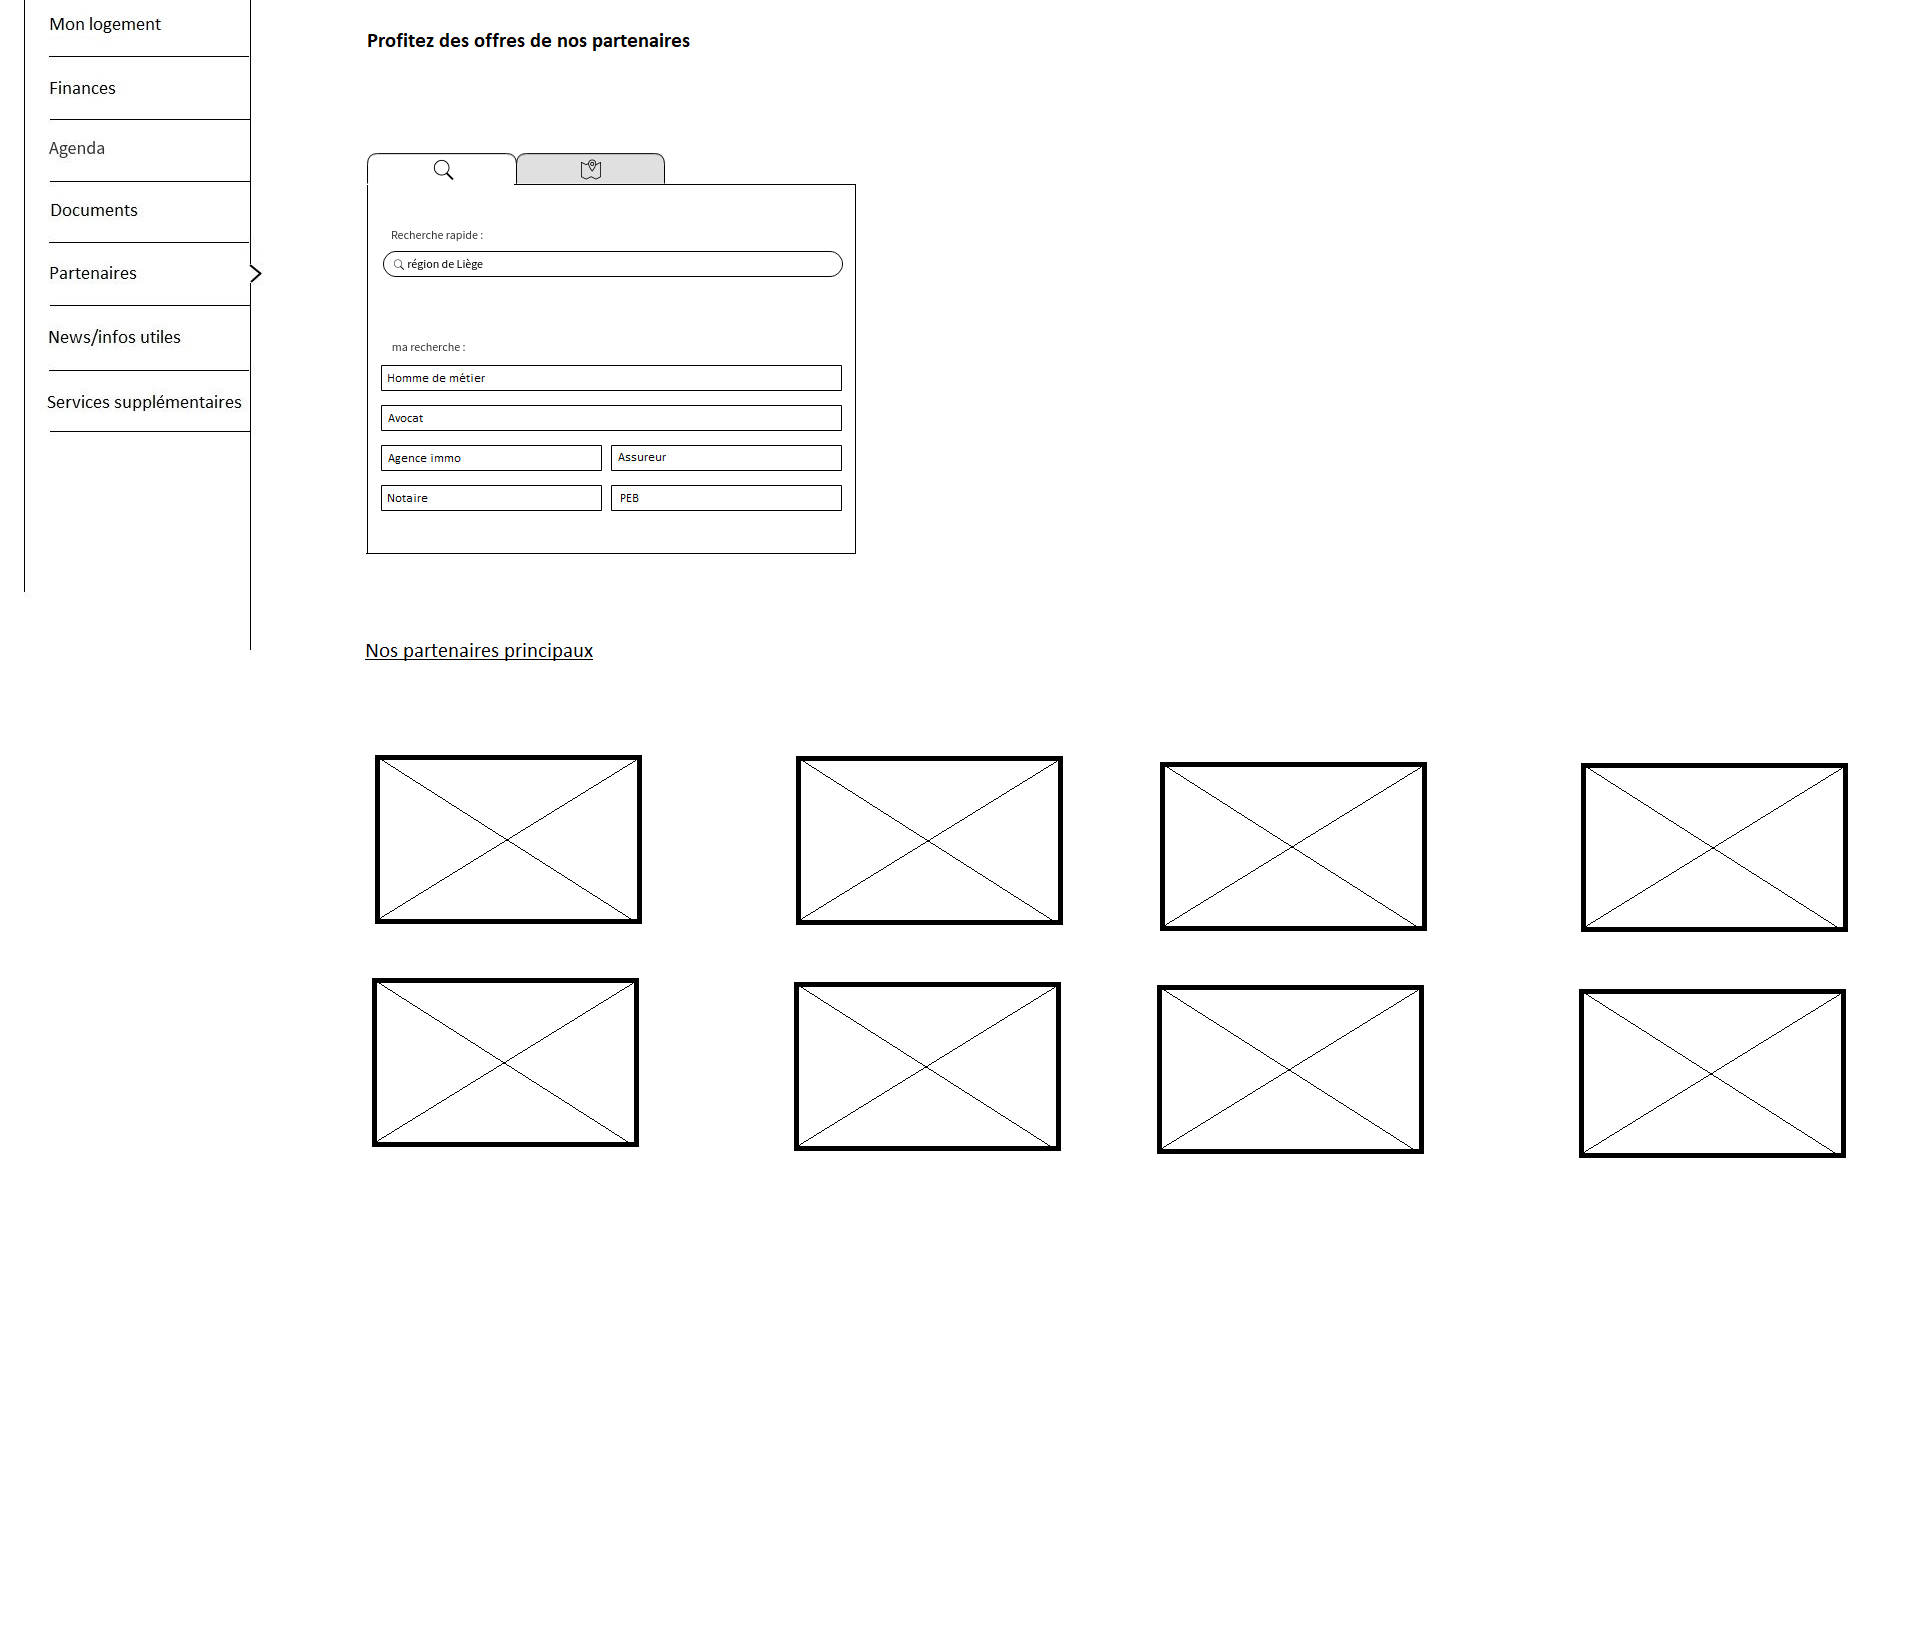 Mon logement
Finances
Agenda
Documents
Partenaires
News/infos utiles
Services supplémentaires
Profitez des offres de nos partenaires
Recherche rapide :
région de Liège
ma recherche :
Homme de métier
Avocat
Agence immo
Assureur
Notaire
PEB
Nos partenaires principaux